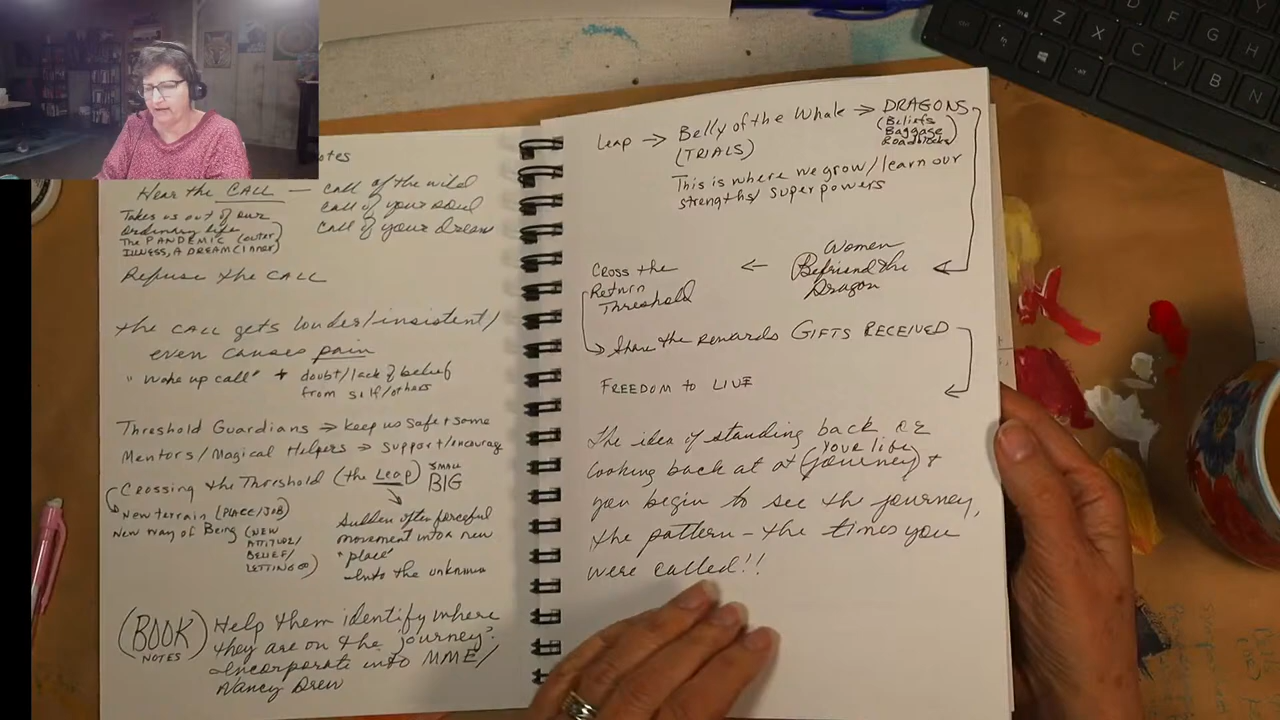 otes
Hear the CALL — call of the wild
call of your soul
call of your dream
Takes us out of our
ordinary life
The PANDEMIC (outer)
ILLNESS, A DREAM (inner)
Refuse the CALL
the CALL gets louder/insistent/
even causes pain
"woke up call" + doubt/lack of belief
from self/others
Threshold Guardians → keep us safe + some
Mentors/Magical Helpers → support/encourage
Crossing the Threshold (the Leap) SMALL
BIG
New terrain (PLACE/JOB)
New way of Being (NEW
ATTITUDE/
BELIEF/
LETTING GO)
Sudden often forceful
movement into a new
"place"
Into the unknown
(BOOK
NOTES)
Help them identify where
they are on the journey?
Incorporate into MME/
Nancy Drew
Leap → Belly of the Whale → DRAGONS
(TRIALS)
(Beliefs
Baggage
Roadblocks)
This is where we grow/learn our
strengths/superpowers
Women
Befriend the
Dragon
←
Cross the
Return
Threshold
Share the rewards GIFTS RECEIVED
FREEDOM TO LIVE
The idea of standing back or
looking back at at (your life journey) +
you begin to see the journey,
the pattern - the times you
were called!!
Z
X
C
V
B
N
D
F
G
H
Y
Ctrl
Alt